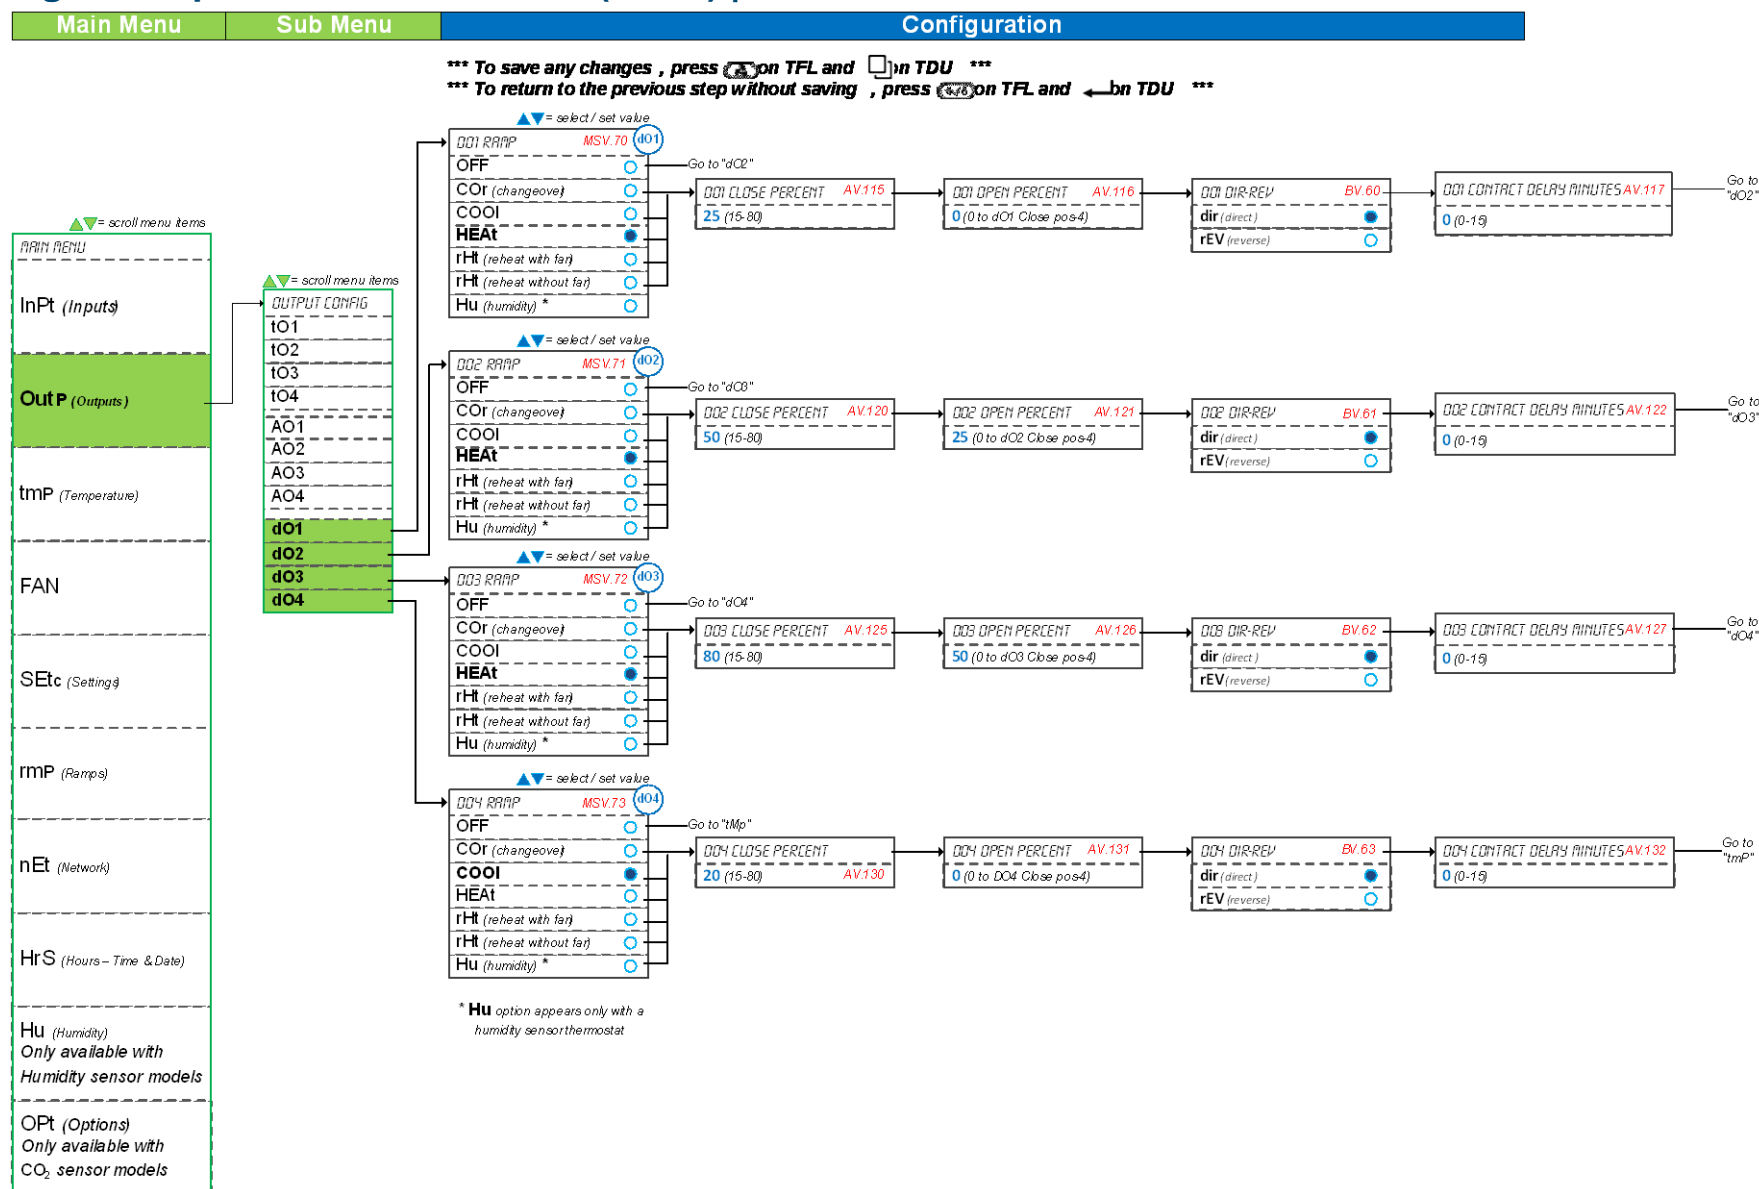 Main Menu
Sub Menu
Configuration
*** To save any changes , press on TFL and on TDU ***
*** To return to the previous step without saving , press on TFL and on TDU ***
= scroll menu items
MAIN MENU
InPt (Inputs)
OutP (Outputs)
tmP (Temperature)
FAN
SEtc (Settings)
rmP (Ramps)
nEt (Network)
HrS (Hours – Time & Date)
Hu (Humidity)
Only available with
Humidity sensor models
OPt (Options)
Only available with
CO2 sensor models
= scroll menu items
OUTPUT CONFIG
tO1
tO2
tO3
tO4
AO1
AO2
AO3
AO4
dO1
dO2
dO3
dO4
= select / set value
DO1 RAMP MSV.70 dO1
OFF
COr (changeover)
COOl
HEAt
rHt (reheat with fan)
rHt (reheat without fan)
Hu (humidity) *
Go to "dO2"
DO1 CLOSE PERCENT AV.115
25 (15-80)
DO1 OPEN PERCENT AV.116
0 (0 to dO1 Close pos-4)
DO1 DIR-REV BV.60
dir (direct)
rEV (reverse)
DO1 CONTACT DELAY MINUTES AV.117
0 (0-15)
Go to
"dO2"
= select / set value
DO2 RAMP MSV.71 dO2
OFF
COr (changeover)
COOl
HEAt
rHt (reheat with fan)
rHt (reheat without fan)
Hu (humidity) *
Go to "dO3"
DO2 CLOSE PERCENT AV.120
50 (15-80)
DO2 OPEN PERCENT AV.121
25 (0 to dO2 Close pos-4)
DO2 DIR-REV BV.61
dir (direct)
rEV (reverse)
DO2 CONTACT DELAY MINUTES AV.122
0 (0-15)
Go to
"dO3"
= select / set value
DO3 RAMP MSV.72 dO3
OFF
COr (changeover)
COOl
HEAt
rHt (reheat with fan)
rHt (reheat without fan)
Hu (humidity) *
Go to "dO4"
DO3 CLOSE PERCENT AV.125
80 (15-80)
DO3 OPEN PERCENT AV.126
50 (0 to dO3 Close pos-4)
DO3 DIR-REV BV.62
dir (direct )
rEV (reverse)
DO3 CONTACT DELAY MINUTES AV.127
0 (0-15)
Go to
"dO4"
= select / set value
DO4 RAMP MSV.73 dO4
OFF
COr (changeover)
COOl
HEAt
rHt (reheat with fan)
rHt (reheat without fan)
Hu (humidity) *
Go to "tMp"
DO4 CLOSE PERCENT
20 (15-80) AV.130
DO4 OPEN PERCENT AV.131
0 (0 to DO4 Close pos-4)
DO4 DIR-REV BV.63
dir (direct)
rEV (reverse)
DO4 CONTACT DELAY MINUTES AV.132
0 (0-15)
Go to
"tmP"
* Hu option appears only with a
humidity sensor thermostat